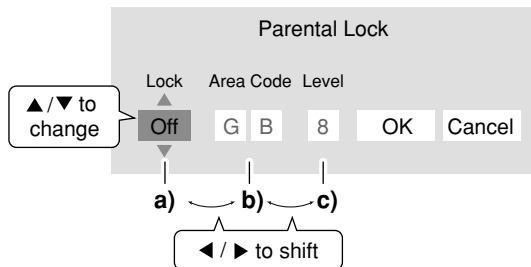 Parental Lock
Lock Area Code Level
▲/▼ to
change
Off G B 8 OK Cancel
a) b) c)
◀ / ▶ to shift